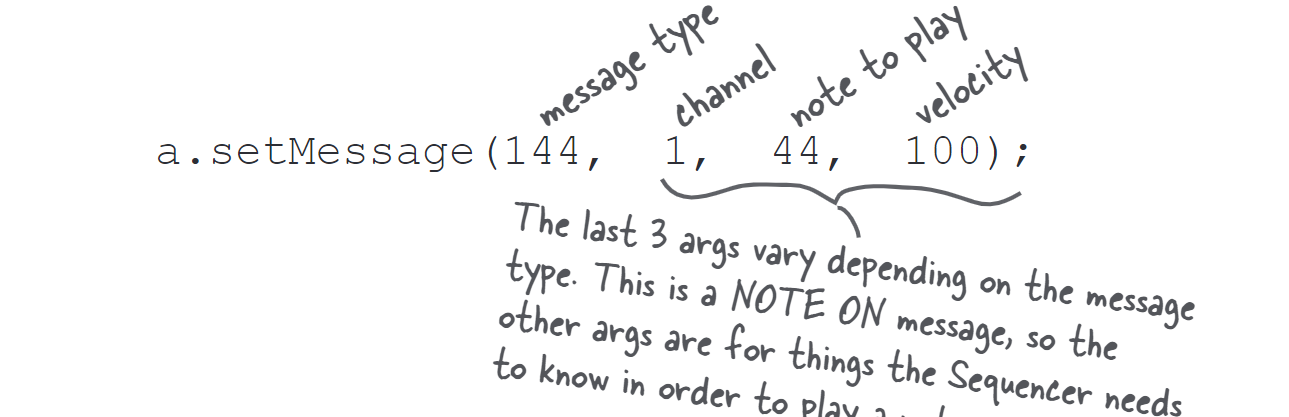 message type
channel
note to play
velocity
a.setMessage(144, 1, 44, 100);
The last 3 args vary depending on the message
type. This is a NOTE ON message, so the
other args are for things the Sequencer needs
to know in order to play a